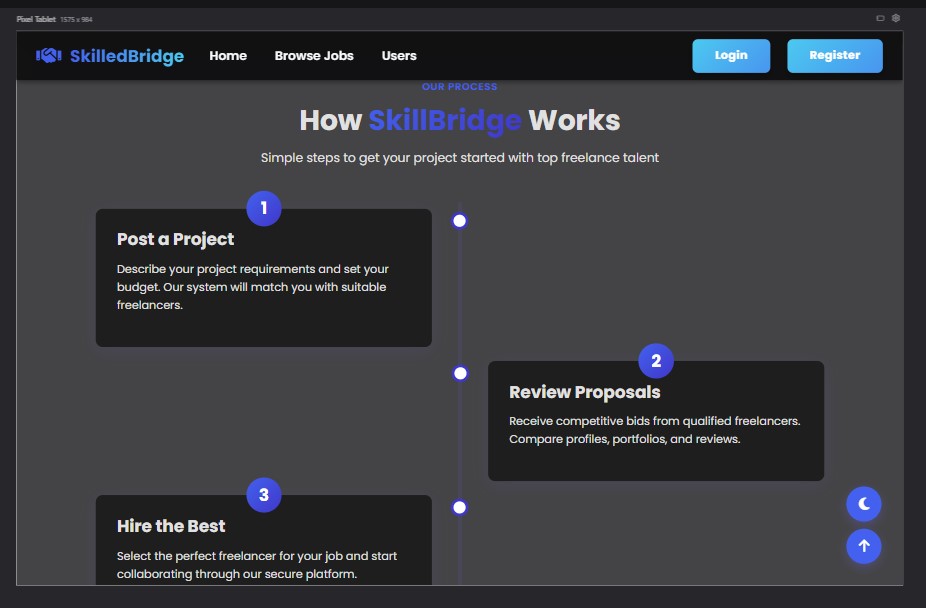 Pixel Tablet 1575 x 984
SkilledBridge Home Browse Jobs Users Login Register
OUR PROCESS
How SkillBridge Works
Simple steps to get your project started with top freelance talent
1
Post a Project
Describe your project requirements and set your
budget. Our system will match you with suitable
freelancers.
2
Review Proposals
Receive competitive bids from qualified freelancers.
Compare profiles, portfolios, and reviews.
3
Hire the Best
Select the perfect freelancer for your job and start
collaborating through our secure platform.